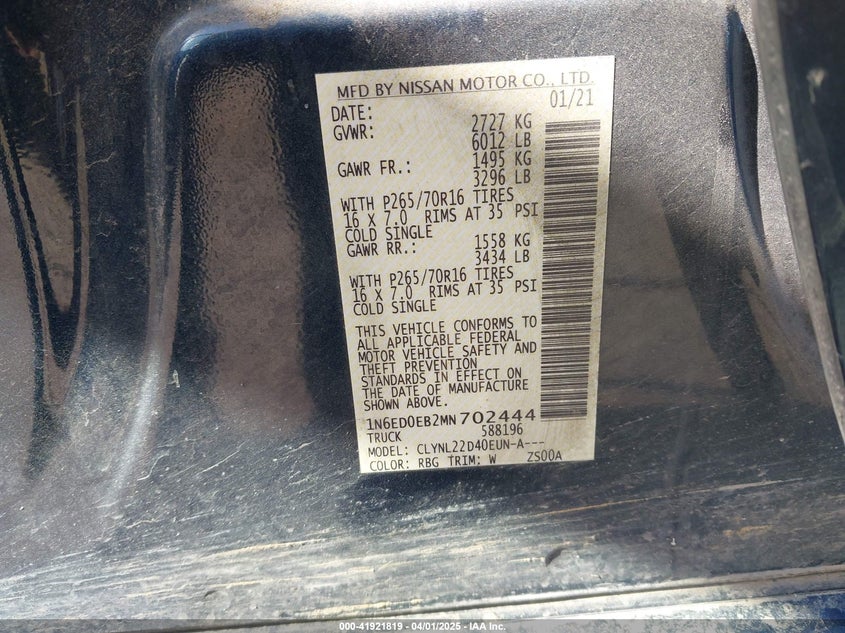 MFD BY NISSAN MOTOR CO., LTD.
DATE: 01/21
GVWR: 2727 KG
6012 LB
GAWR FR.: 1495 KG
3296 LB
WITH P265/70R16 TIRES
16 X 7.0 RIMS AT 35 PSI
COLD SINGLE
GAWR RR.: 1558 KG
3434 LB
WITH P265/70R16 TIRES
16 X 7.0 RIMS AT 35 PSI
COLD SINGLE
THIS VEHICLE CONFORMS TO
ALL APPLICABLE FEDERAL
MOTOR VEHICLE SAFETY AND
THEFT PREVENTION
STANDARDS IN EFFECT ON
THE DATE OF MANUFACTURE
SHOWN ABOVE.
1N6ED0EB2MN702444
TRUCK 588196
MODEL: CLYNL22D40EUN-A---
COLOR: RBG TRIM: W ZS00A
000-41921819 - 04/01/2025 - IAA Inc.